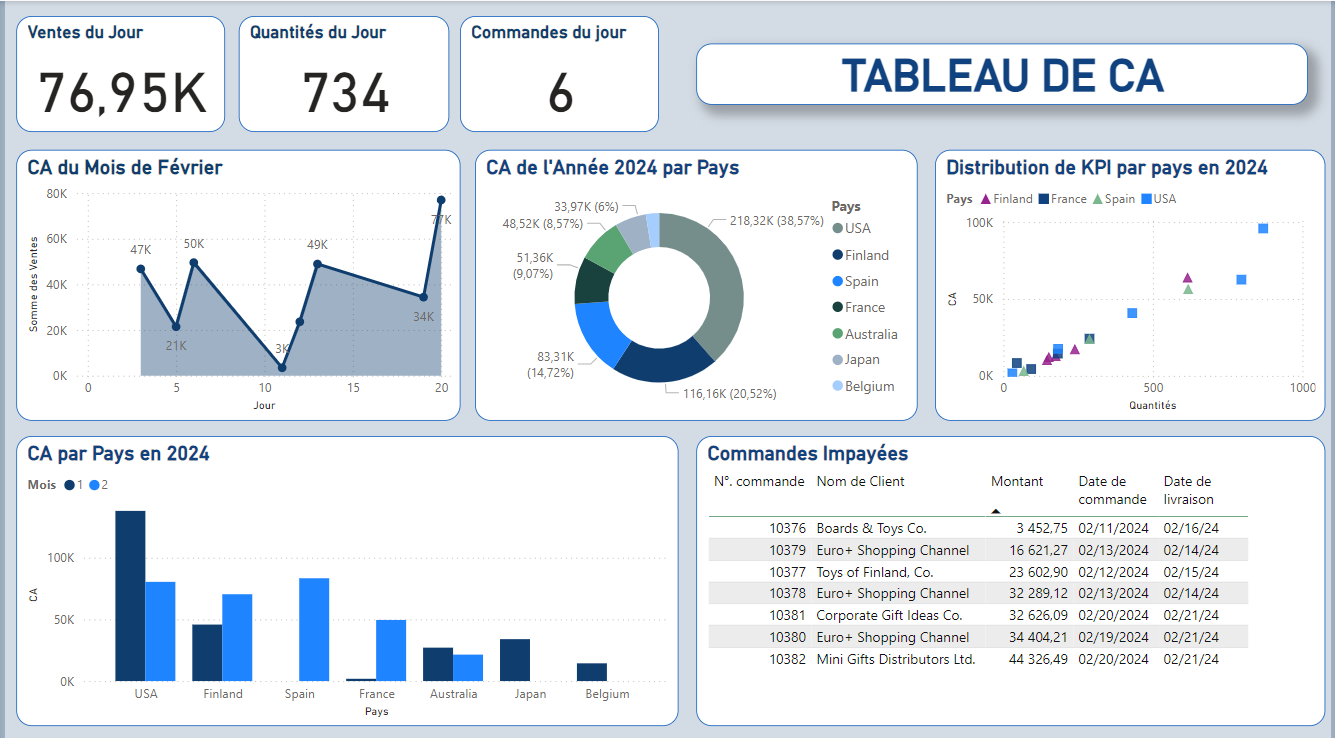 Ventes du Jour
76,95K
Quantités du Jour
734
Commandes du jour
6
TABLEAU DE CA
CA du Mois de Février
Somme des Ventes
80K
60K
40K
20K
0K
47K
21K
50K
3K
49K
34K
77K
0 5 10 15 20
Jour
CA de l'Année 2024 par Pays
33,97K (6%)
48,52K (8,57%)
51,36K
(9,07%)
83,31K
(14,72%)
116,16K (20,52%)
218,32K (38,57%)
Pays
USA
Finland
Spain
France
Australia
Japan
Belgium
Distribution de KPI par pays en 2024
Pays Finland France Spain USA
CA
100K
50K
0K
0 500 1000
Quantités
CA par Pays en 2024
Mois 1 2
CA
100K
50K
0K
USA Finland Spain France Australia Japan Belgium
Pays
Commandes Impayées
N°. commande Nom de Client Montant Date de commande Date de livraison
10376 Boards & Toys Co. 3 452,75 02/11/2024 02/16/24
10379 Euro+ Shopping Channel 16 621,27 02/13/2024 02/14/24
10377 Toys of Finland, Co. 23 602,90 02/12/2024 02/15/24
10378 Euro+ Shopping Channel 32 289,12 02/13/2024 02/14/24
10381 Corporate Gift Ideas Co. 32 626,09 02/20/2024 02/21/24
10380 Euro+ Shopping Channel 34 404,21 02/19/2024 02/21/24
10382 Mini Gifts Distributors Ltd. 44 326,49 02/20/2024 02/21/24